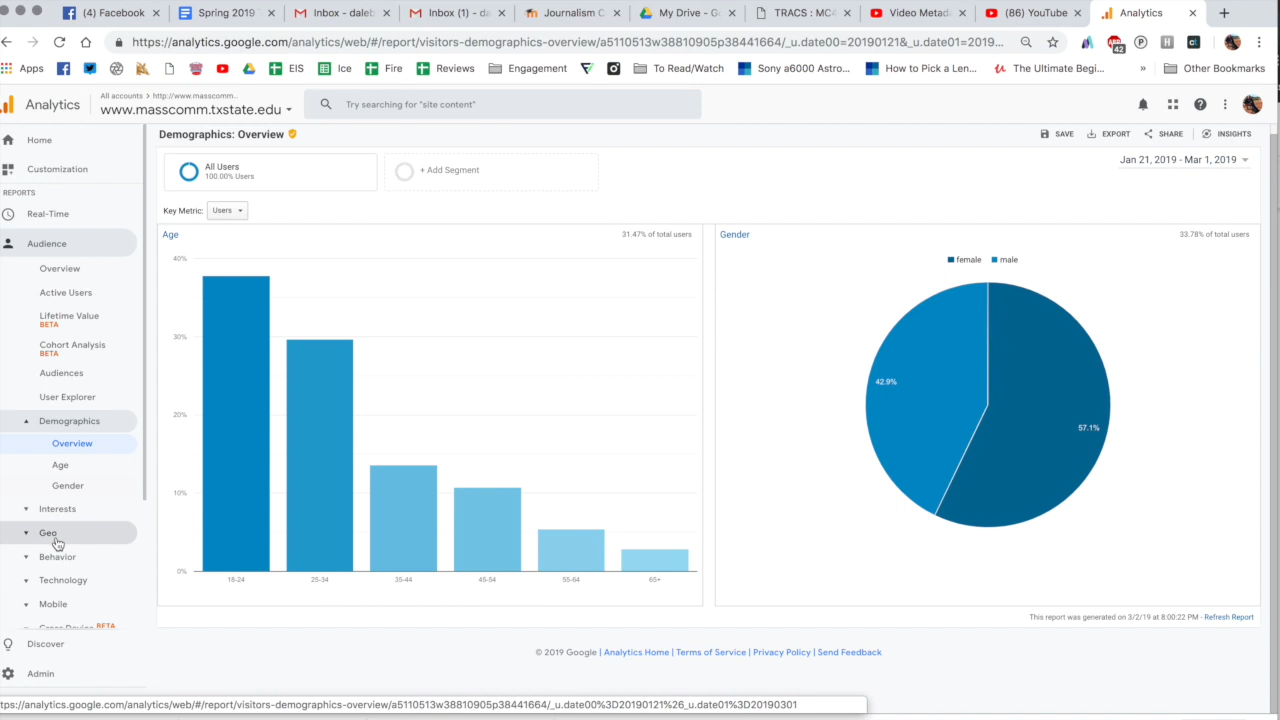 Facebook
Spring 2019
Inbox - daleb
Inbox (1) - da
Journalism C
My Drive - Go
TRACS : MC4
Video Metad
(86) YouTube
Analytics
https://analytics.google.com/analytics/web/#/report/visitors-demographics-overview/a5110513w38810905p38441664/_u.date00=20190121&_u.date01=2019...
42
Apps
EIS
Ice
Fire
Reviews
Engagement
To Read/Watch
Sony a6000 Astro...
How to Pick a Len...
The Ultimate Begi...
»
Other Bookmarks
Analytics
All accounts > http://www.masscomm..
www.masscomm.txstate.edu
Try searching for "site content"
Home
Customization
REPORTS
Real-Time
Audience
Overview
Active Users
Lifetime Value
BETA
Cohort Analysis
BETA
Audiences
User Explorer
Demographics
Overview
Age
Gender
Interests
Geo
Behavior
Technology
Mobile
Cross Device BETA
Discover
Admin
Demographics: Overview
SAVE
EXPORT
SHARE
INSIGHTS
All Users
100.00% Users
+ Add Segment
Jan 21, 2019 - Mar 1, 2019
Key Metric: Users
Age
31.47% of total users
40%
30%
20%
10%
0%
18-24
25-34
35-44
45-54
55-64
65+
Gender
33.78% of total users
female
male
42.9%
57.1%
This report was generated on 3/2/19 at 8:00:22 PM - Refresh Report
© 2019 Google | Analytics Home | Terms of Service | Privacy Policy | Send Feedback
tps://analytics.google.com/analytics/web/#/report/visitors-demographics-overview/a5110513w38810905p38441664/_u.date00%3D20190121%26_u.date01%3D20190301